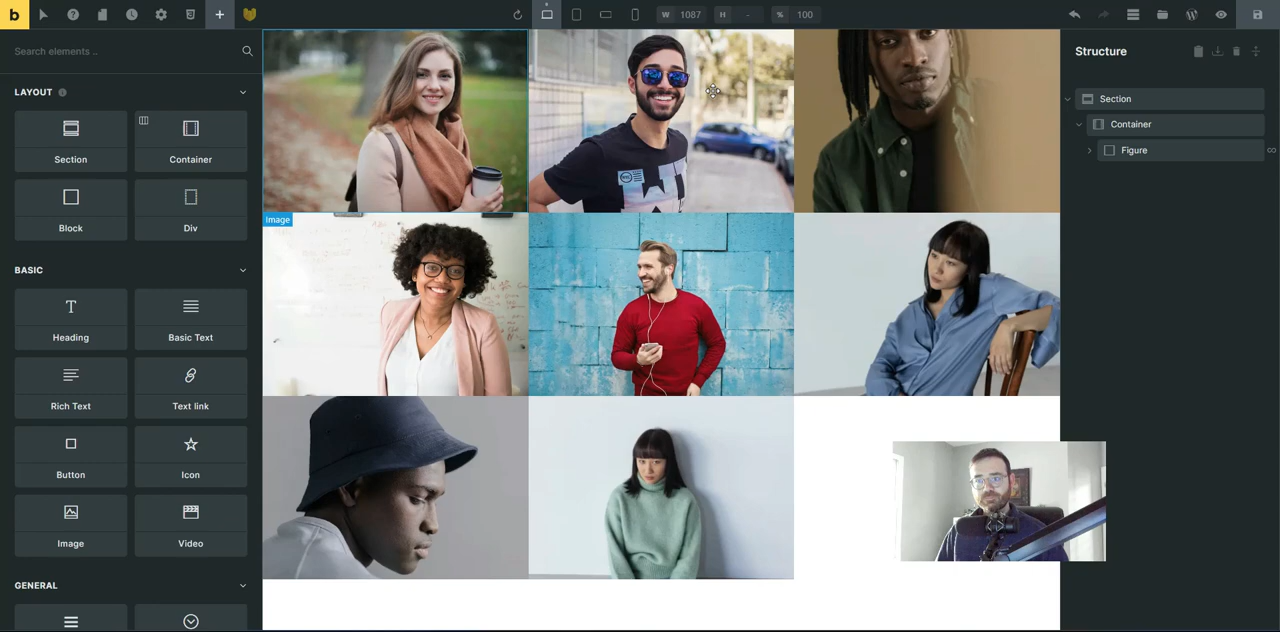 b
W 1087 H - % 100
Search elements ..
LAYOUT
Section
Container
Block
Div
BASIC
Heading
Basic Text
Rich Text
Text link
Button
Icon
Image
Video
GENERAL
Image
Structure
Section
Container
Figure